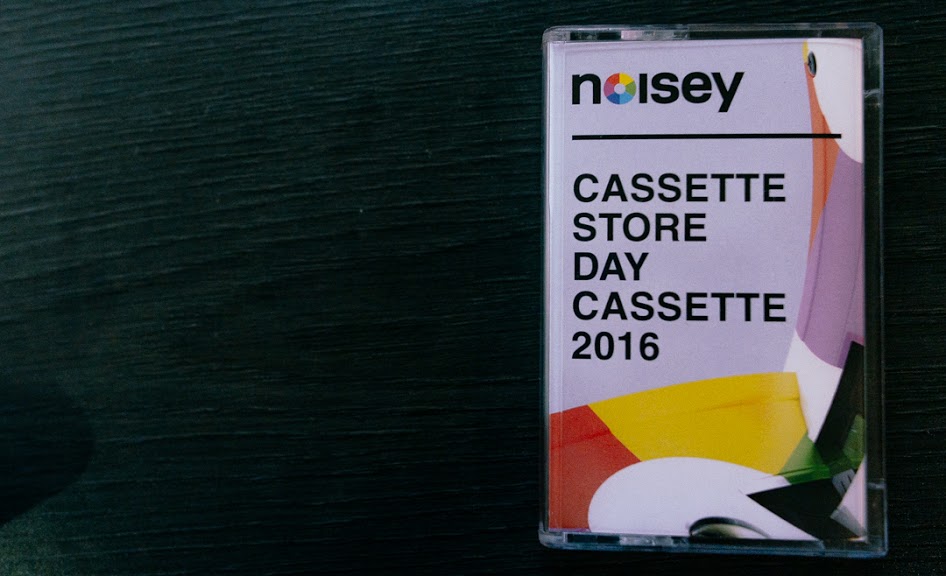 noisey
CASSETTE
STORE
DAY
CASSETTE
2016